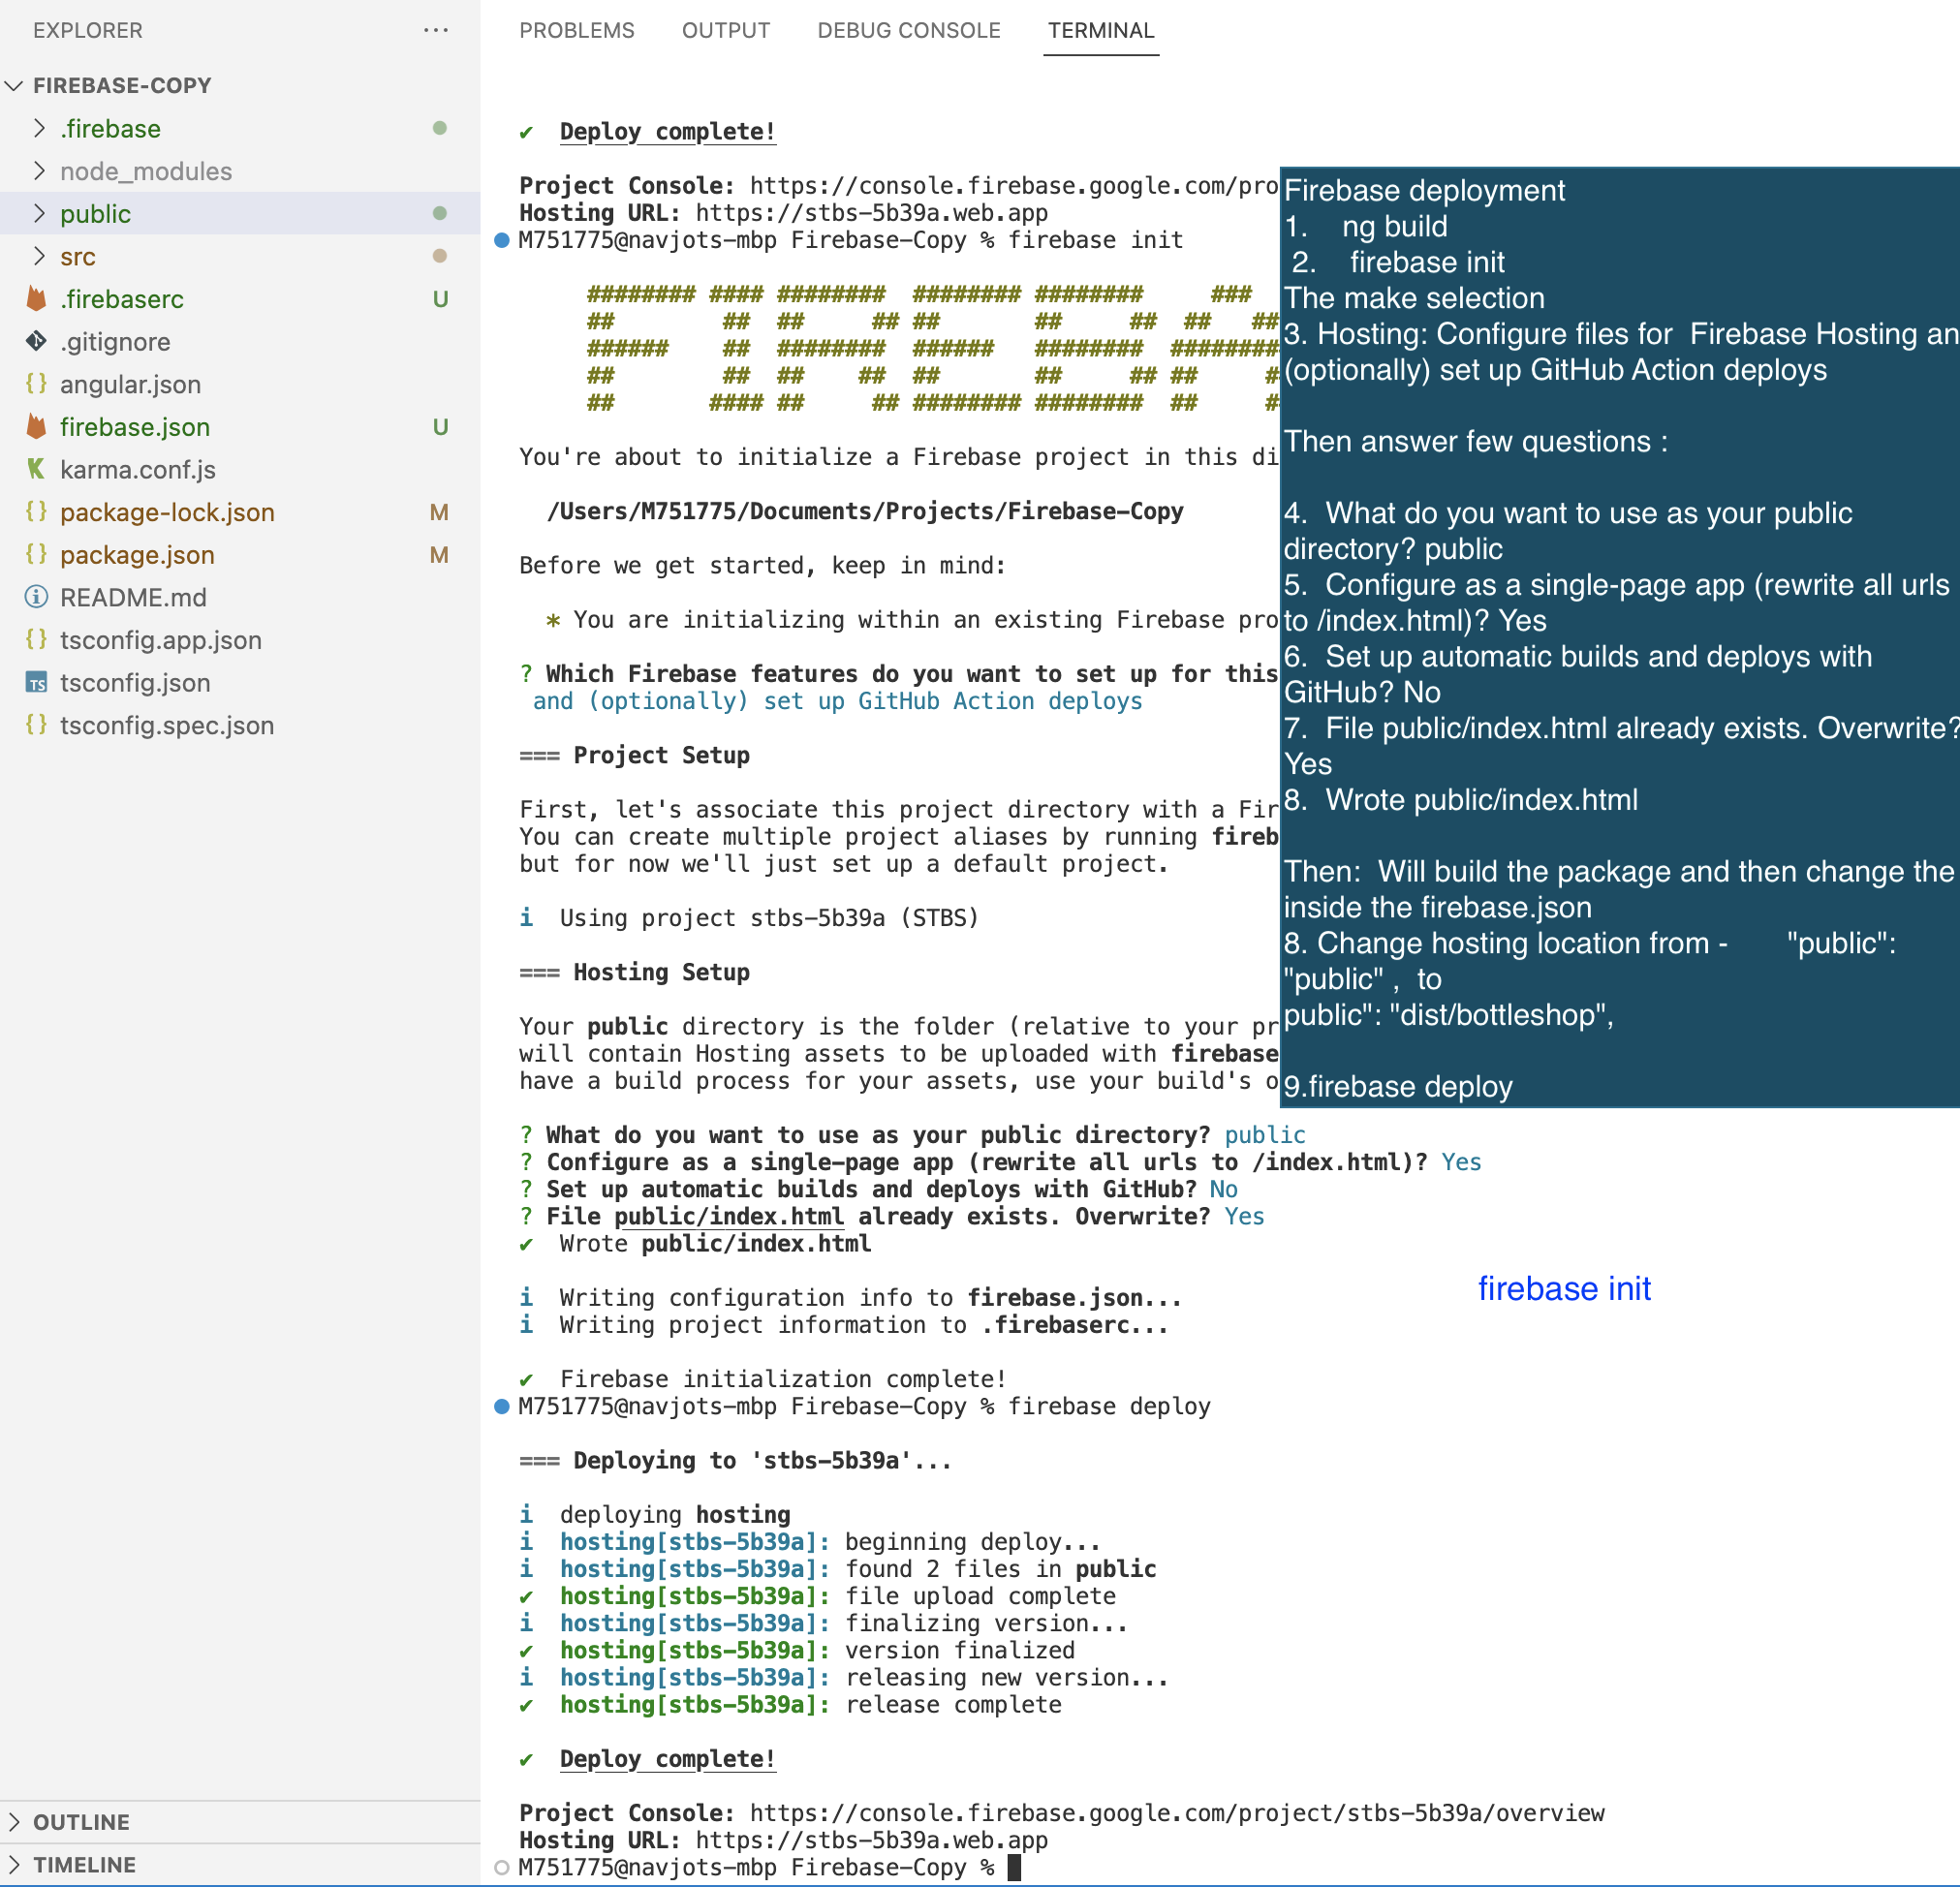 EXPLORER
FIREBASE-COPY
.firebase
node_modules
public
src
.firebaserc U
.gitignore
angular.json
firebase.json U
karma.conf.js
package-lock.json M
package.json M
README.md
tsconfig.app.json
tsconfig.json
tsconfig.spec.json
OUTLINE
TIMELINE
PROBLEMS OUTPUT DEBUG CONSOLE TERMINAL
✔ Deploy complete!
Project Console: https://console.firebase.google.com/pro
Hosting URL: https://stbs-5b39a.web.app
M751775@navjots-mbp Firebase-Copy % firebase init
######## #### ######## ######## ######## ###
## ## ## ## ## ## ## ## ##
###### ## ######## ###### ######## ########
## ## ## ## ## ## ## ## #
## #### ## ## ######## ######## ## #
You're about to initialize a Firebase project in this di
/Users/M751775/Documents/Projects/Firebase-Copy
Before we get started, keep in mind:
* You are initializing within an existing Firebase pro
? Which Firebase features do you want to set up for this
and (optionally) set up GitHub Action deploys
=== Project Setup
First, let's associate this project directory with a Fir
You can create multiple project aliases by running fireb
but for now we'll just set up a default project.
i Using project stbs-5b39a (STBS)
=== Hosting Setup
Your public directory is the folder (relative to your pr
will contain Hosting assets to be uploaded with firebase
have a build process for your assets, use your build's o
? What do you want to use as your public directory? public
? Configure as a single-page app (rewrite all urls to /index.html)? Yes
? Set up automatic builds and deploys with GitHub? No
? File public/index.html already exists. Overwrite? Yes
✔ Wrote public/index.html
i Writing configuration info to firebase.json...
i Writing project information to .firebaserc...
✔ Firebase initialization complete!
M751775@navjots-mbp Firebase-Copy % firebase deploy
=== Deploying to 'stbs-5b39a'...
i deploying hosting
i hosting[stbs-5b39a]: beginning deploy...
i hosting[stbs-5b39a]: found 2 files in public
✔ hosting[stbs-5b39a]: file upload complete
i hosting[stbs-5b39a]: finalizing version...
✔ hosting[stbs-5b39a]: version finalized
i hosting[stbs-5b39a]: releasing new version...
✔ hosting[stbs-5b39a]: release complete
✔ Deploy complete!
Project Console: https://console.firebase.google.com/project/stbs-5b39a/overview
Hosting URL: https://stbs-5b39a.web.app
M751775@navjots-mbp Firebase-Copy %
Firebase deployment
1. ng build
2. firebase init
The make selection
3. Hosting: Configure files for Firebase Hosting an
(optionally) set up GitHub Action deploys
Then answer few questions :
4. What do you want to use as your public
directory? public
5. Configure as a single-page app (rewrite all urls
to /index.html)? Yes
6. Set up automatic builds and deploys with
GitHub? No
7. File public/index.html already exists. Overwrite?
Yes
8. Wrote public/index.html
Then: Will build the package and then change the
inside the firebase.json
8. Change hosting location from - "public":
"public" , to
public": "dist/bottleshop",
9.firebase deploy
firebase init